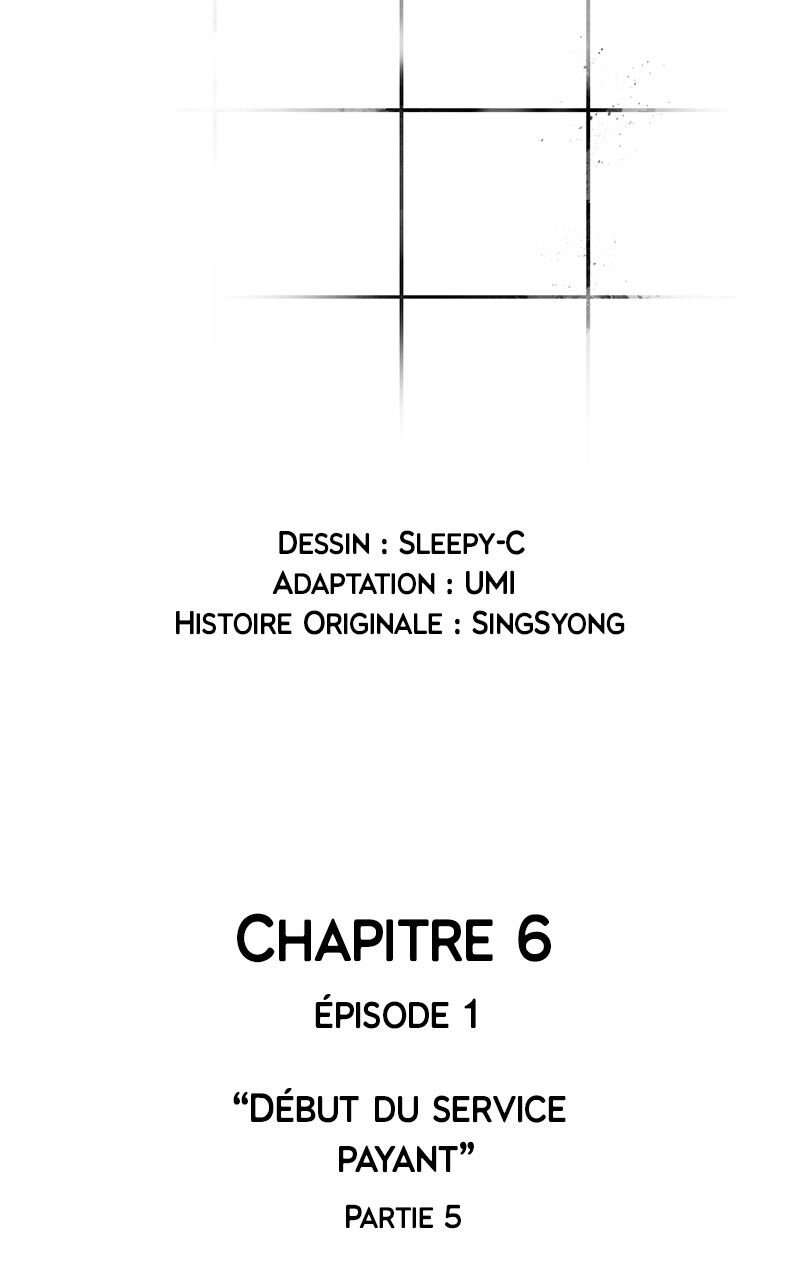 Dessin : Sleepy-C
Adaptation : UMI
Histoire Originale : SingSyong
Chapitre 6
épisode 1
“Début du service
payant”
Partie 5